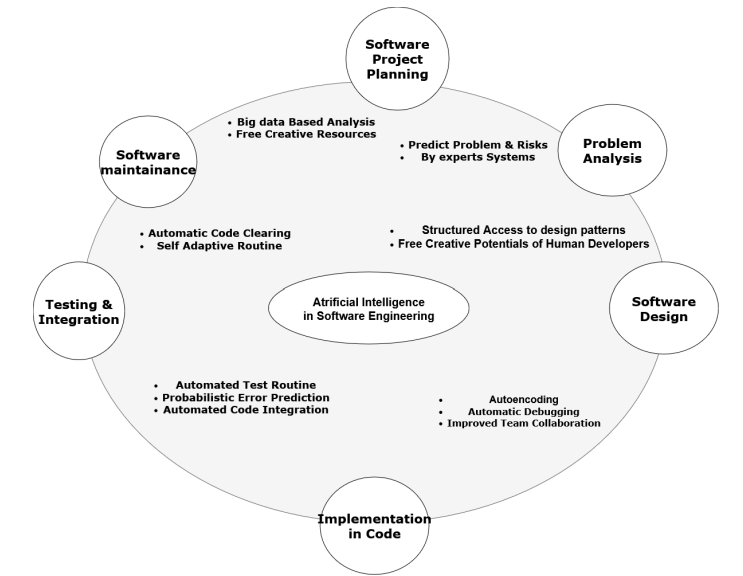 Software
Project
Planning
• Big data Based Analysis
• Free Creative Resources
• Predict Problem & Risks
• By experts Systems
Problem
Analysis
Software
maintainance
• Automatic Code Clearing
• Self Adaptive Routine
• Structured Access to design patterns
• Free Creative Potentials of Human Developers
Testing &
Integration
Atrificial Intelligence
in Software Engineering
Software
Design
• Automated Test Routine
• Probabilistic Error Prediction
• Automated Code Integration
• Autoencoding
• Automatic Debugging
• Improved Team Collaboration
Implementation
in Code